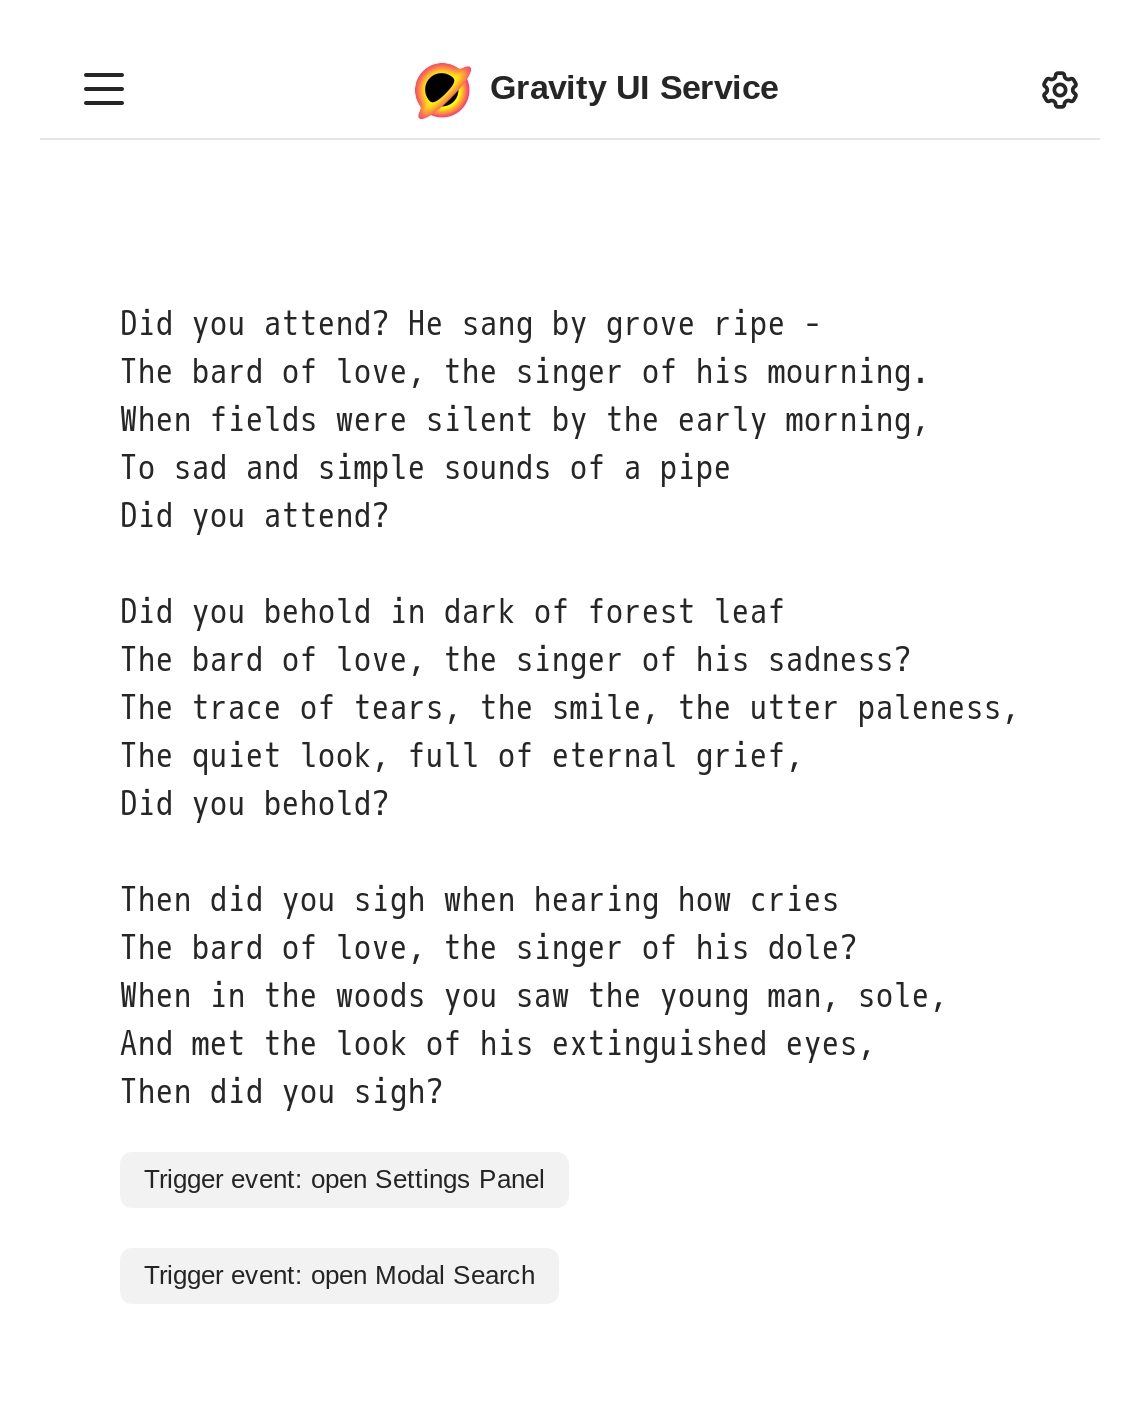 Gravity UI Service
Did you attend? He sang by grove ripe -
The bard of love, the singer of his mourning.
When fields were silent by the early morning,
To sad and simple sounds of a pipe
Did you attend?
Did you behold in dark of forest leaf
The bard of love, the singer of his sadness?
The trace of tears, the smile, the utter paleness,
The quiet look, full of eternal grief,
Did you behold?
Then did you sigh when hearing how cries
The bard of love, the singer of his dole?
When in the woods you saw the young man, sole,
And met the look of his extinguished eyes,
Then did you sigh?
Trigger event: open Settings Panel
Trigger event: open Modal Search